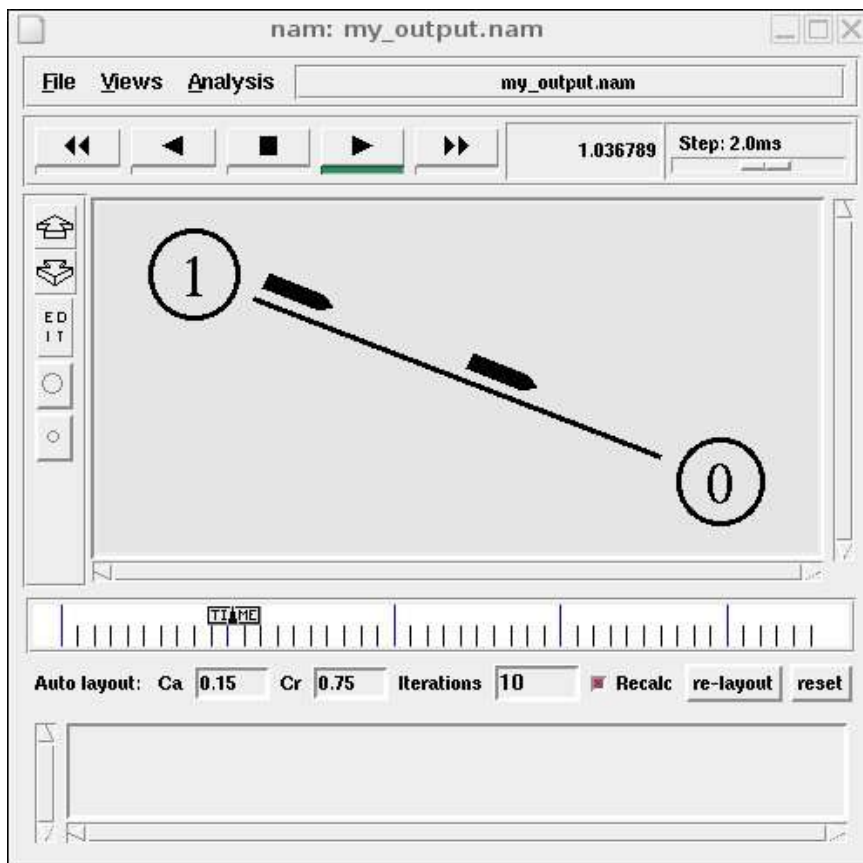 nam: my_output.nam
File Views Analysis my_output.nam
1.036789 Step: 2.0ms
1
ED
IT
0
TIME
Auto layout: Ca 0.15 Cr 0.75 Iterations 10 Recalc re-layout reset